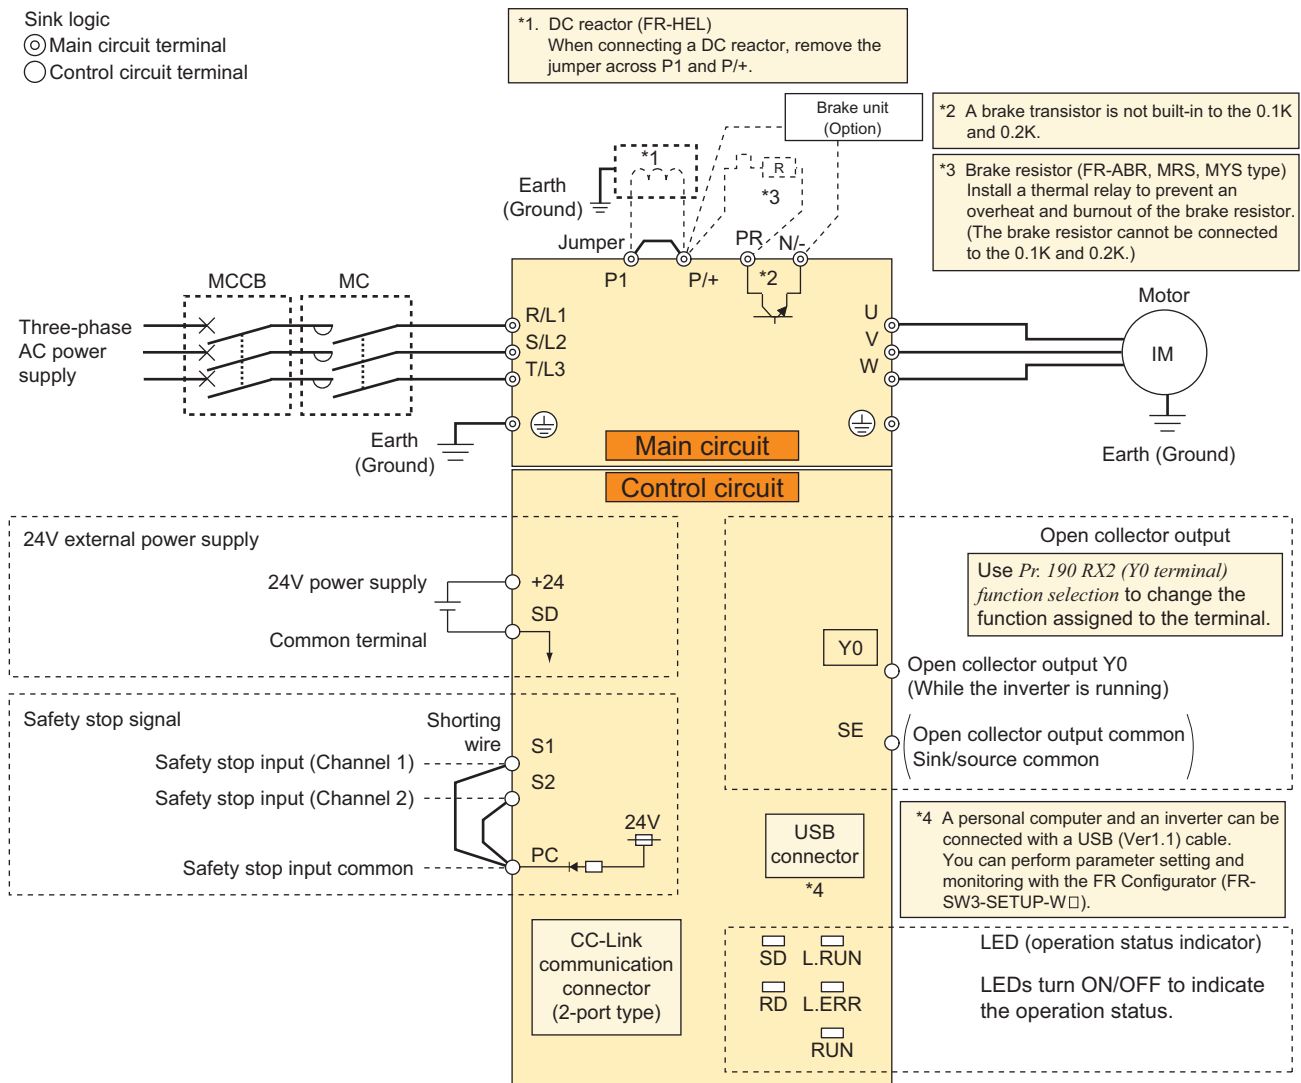 Sink logic
Main circuit terminal
Control circuit terminal
*1. DC reactor (FR-HEL)
When connecting a DC reactor, remove the
jumper across P1 and P/+.
Brake unit
(Option)
*2 A brake transistor is not built-in to the 0.1K
and 0.2K.
*3 Brake resistor (FR-ABR, MRS, MYS type)
Install a thermal relay to prevent an
overheat and burnout of the brake resistor.
(The brake resistor cannot be connected
to the 0.1K and 0.2K.)
*1
R
*3
Earth
(Ground)
Jumper
PR
N/-
P1
P/+
*2
MCCB
MC
Three-phase
AC power
supply
R/L1
S/L2
T/L3
U
V
W
Motor
IM
Earth
(Ground)
Earth (Ground)
Main circuit
Control circuit
24V external power supply
24V power supply
+24
SD
Common terminal
Open collector output
Use Pr. 190 RX2 (Y0 terminal)
function selection to change the
function assigned to the terminal.
Y0
Open collector output Y0
(While the inverter is running)
SE
Open collector output common
Sink/source common
Safety stop signal
Shorting
wire
Safety stop input (Channel 1)
S1
Safety stop input (Channel 2)
S2
24V
Safety stop input common
PC
USB
connector
*4
*4 A personal computer and an inverter can be
connected with a USB (Ver1.1) cable.
You can perform parameter setting and
monitoring with the FR Configurator (FR-
SW3-SETUP-W□).
CC-Link
communication
connector
(2-port type)
SD L.RUN
RD L.ERR
RUN
LED (operation status indicator)
LEDs turn ON/OFF to indicate
the operation status.